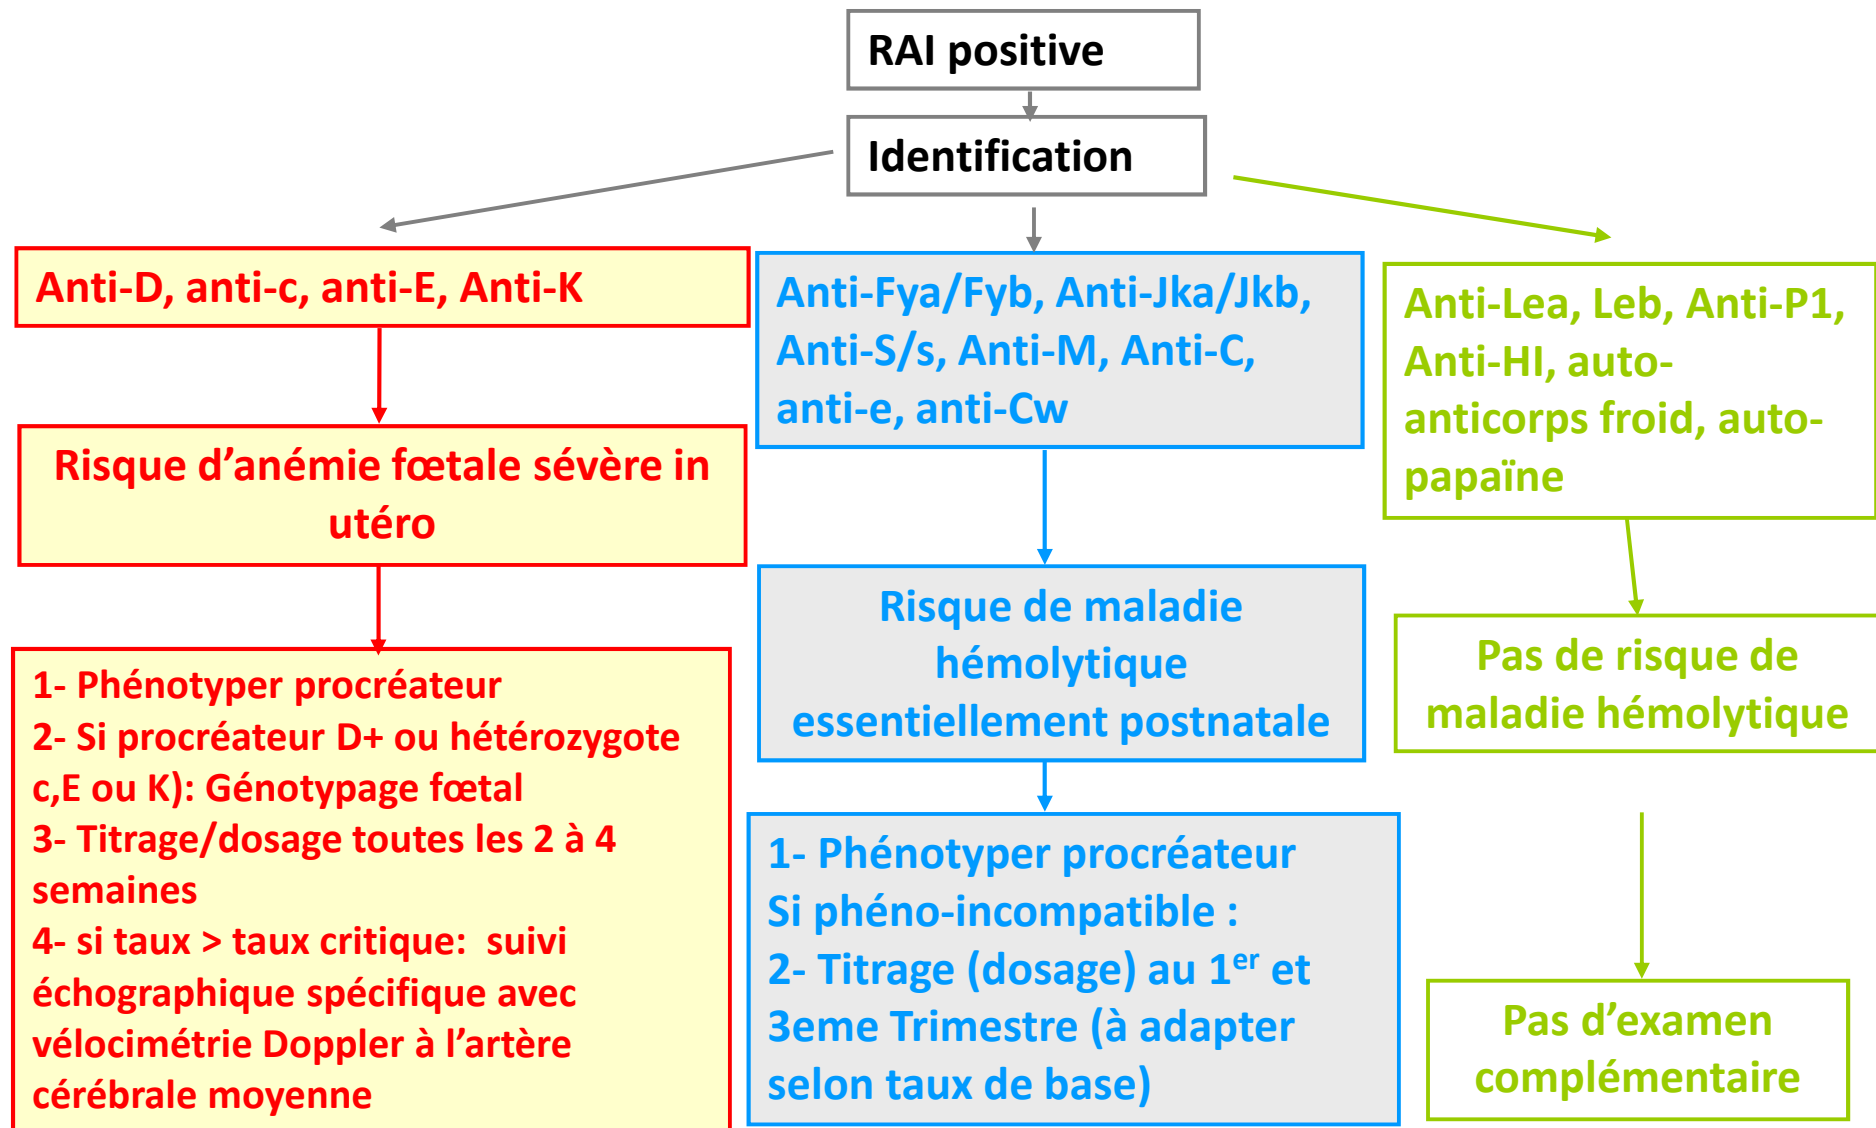 RAI positive
Identification
Anti-D, anti-c, anti-E, Anti-K
Risque d’anémie fœtale sévère in
utéro
1- Phénotyper procréateur
2- Si procréateur D+ ou hétérozygote
c,E ou K): Génotypage fœtal
3- Titrage/dosage toutes les 2 à 4
semaines
4- si taux > taux critique: suivi
échographique spécifique avec
vélocimétrie Doppler à l’artère
cérébrale moyenne
Anti-Fya/Fyb, Anti-Jka/Jkb,
Anti-S/s, Anti-M, Anti-C,
anti-e, anti-Cw
Risque de maladie
hémolytique
essentiellement postnatale
1- Phénotyper procréateur
Si phéno-incompatible :
2- Titrage (dosage) au 1er et
3eme Trimestre (à adapter
selon taux de base)
Anti-Lea, Leb, Anti-P1,
Anti-HI, auto-
anticorps froid, auto-
papaïne
Pas de risque de
maladie hémolytique
Pas d’examen
complémentaire